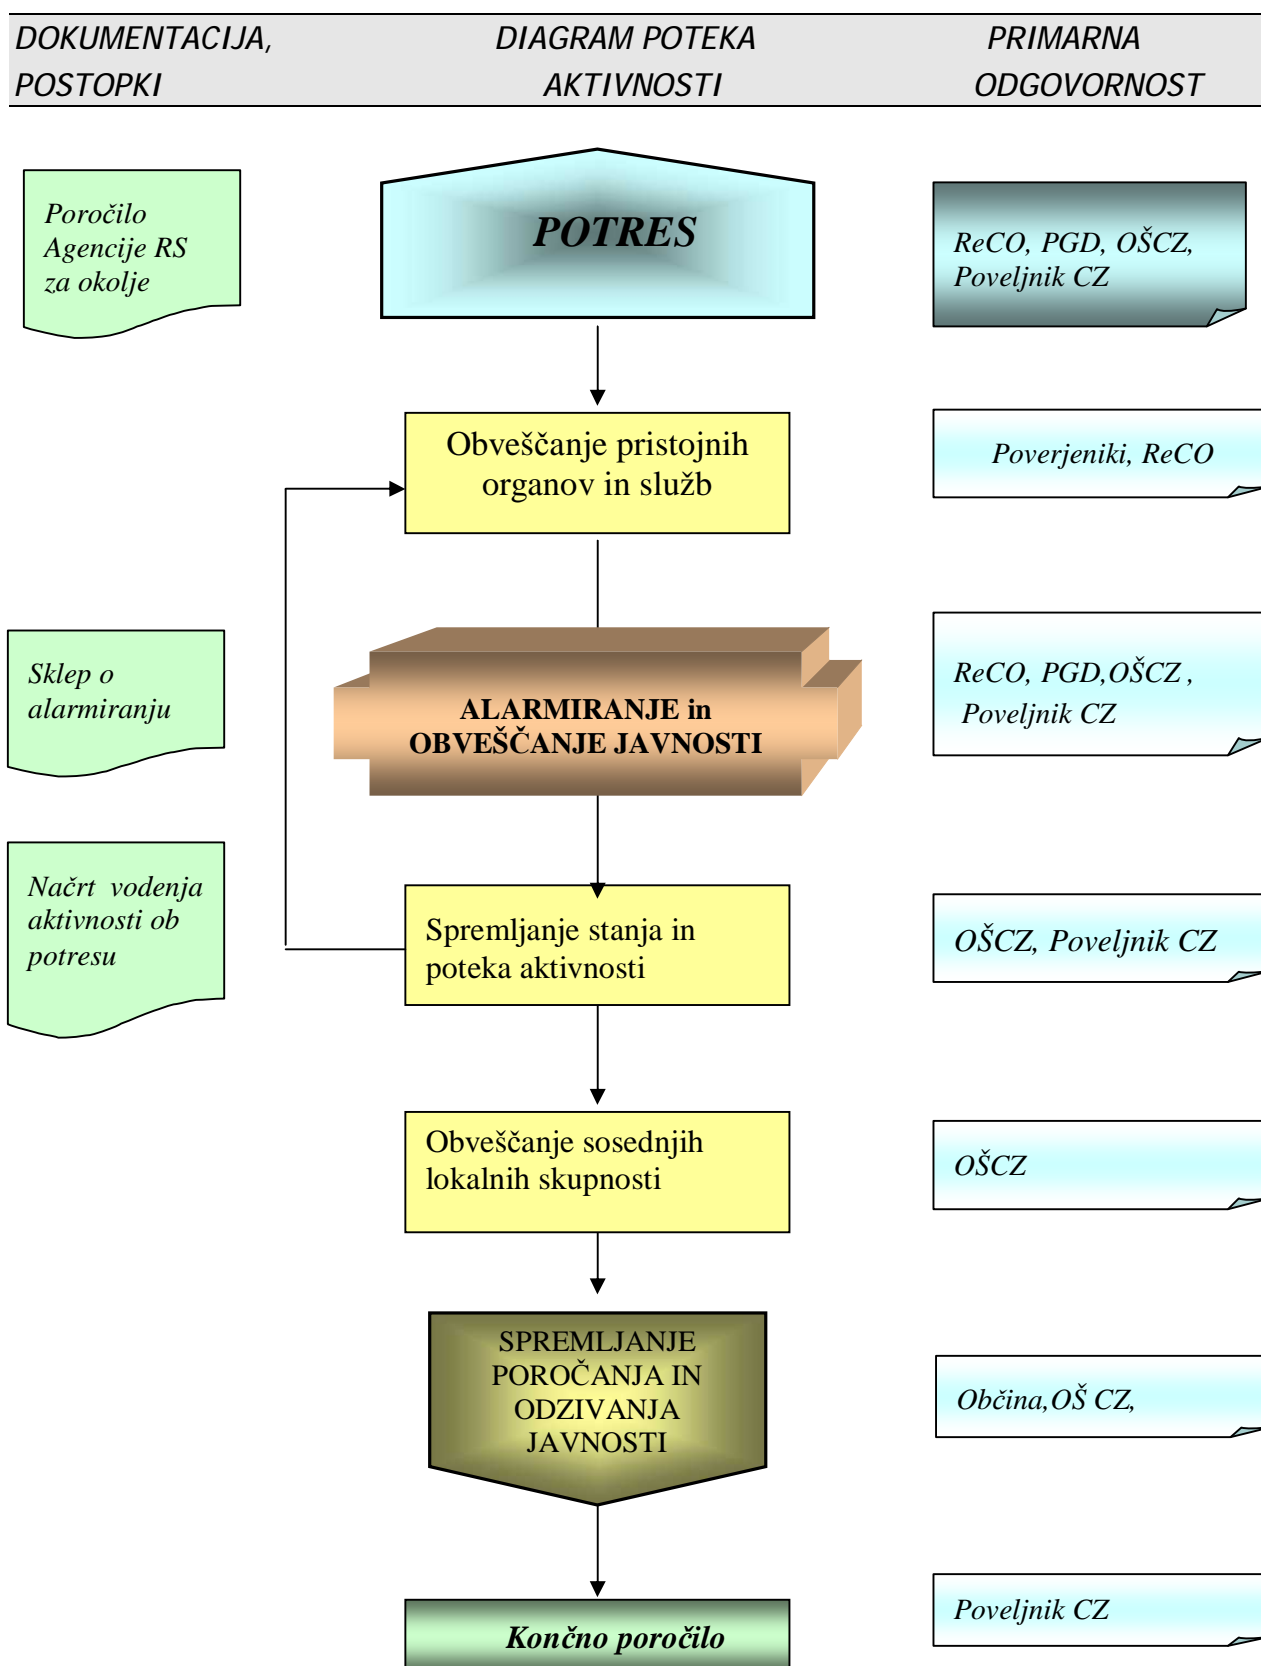 DOKUMENTACIJA,
POSTOPKI
DIAGRAM POTEKA
AKTIVNOSTI
PRIMARNA
ODGOVORNOST
Poročilo
Agencije RS
za okolje
POTRES
ReCO, PGD, OŠCZ,
Poveljnik CZ
Obveščanje pristojnih
organov in služb
Poverjeniki, ReCO
Sklep o
alarmiranju
ALARMIRANJE in
OBVEŠČANJE JAVNOSTI
ReCO, PGD,OŠCZ ,
Poveljnik CZ
Načrt vodenja
aktivnosti ob
potresu
Spremljanje stanja in
poteka aktivnosti
OŠCZ, Poveljnik CZ
Obveščanje sosednjih
lokalnih skupnosti
OŠCZ
SPREMLJANJE
POROČANJA IN
ODZIVANJA
JAVNOSTI
Občina,OŠ CZ,
Končno poročilo
Poveljnik CZ